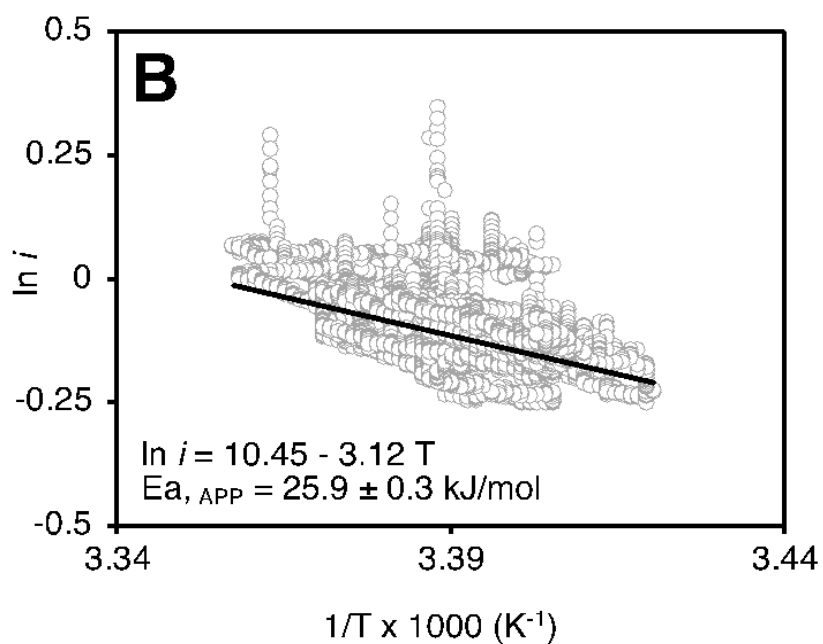 0.5
B
0.25
0
ln i
-0.25
ln i = 10.45 - 3.12 T
Ea, APP = 25.9 ± 0.3 kJ/mol
-0.5
3.34 3.39 3.44
1/T x 1000 (K⁻¹)